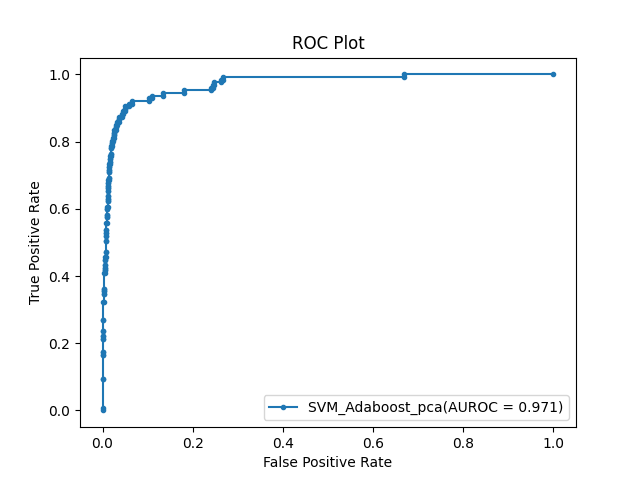 ROC Plot
1.0
0.8
0.6
0.4
0.2
0.0
True Positive Rate
SVM_Adaboost_pca(AUROC = 0.971)
0.0 0.2 0.4 0.6 0.8 1.0
False Positive Rate